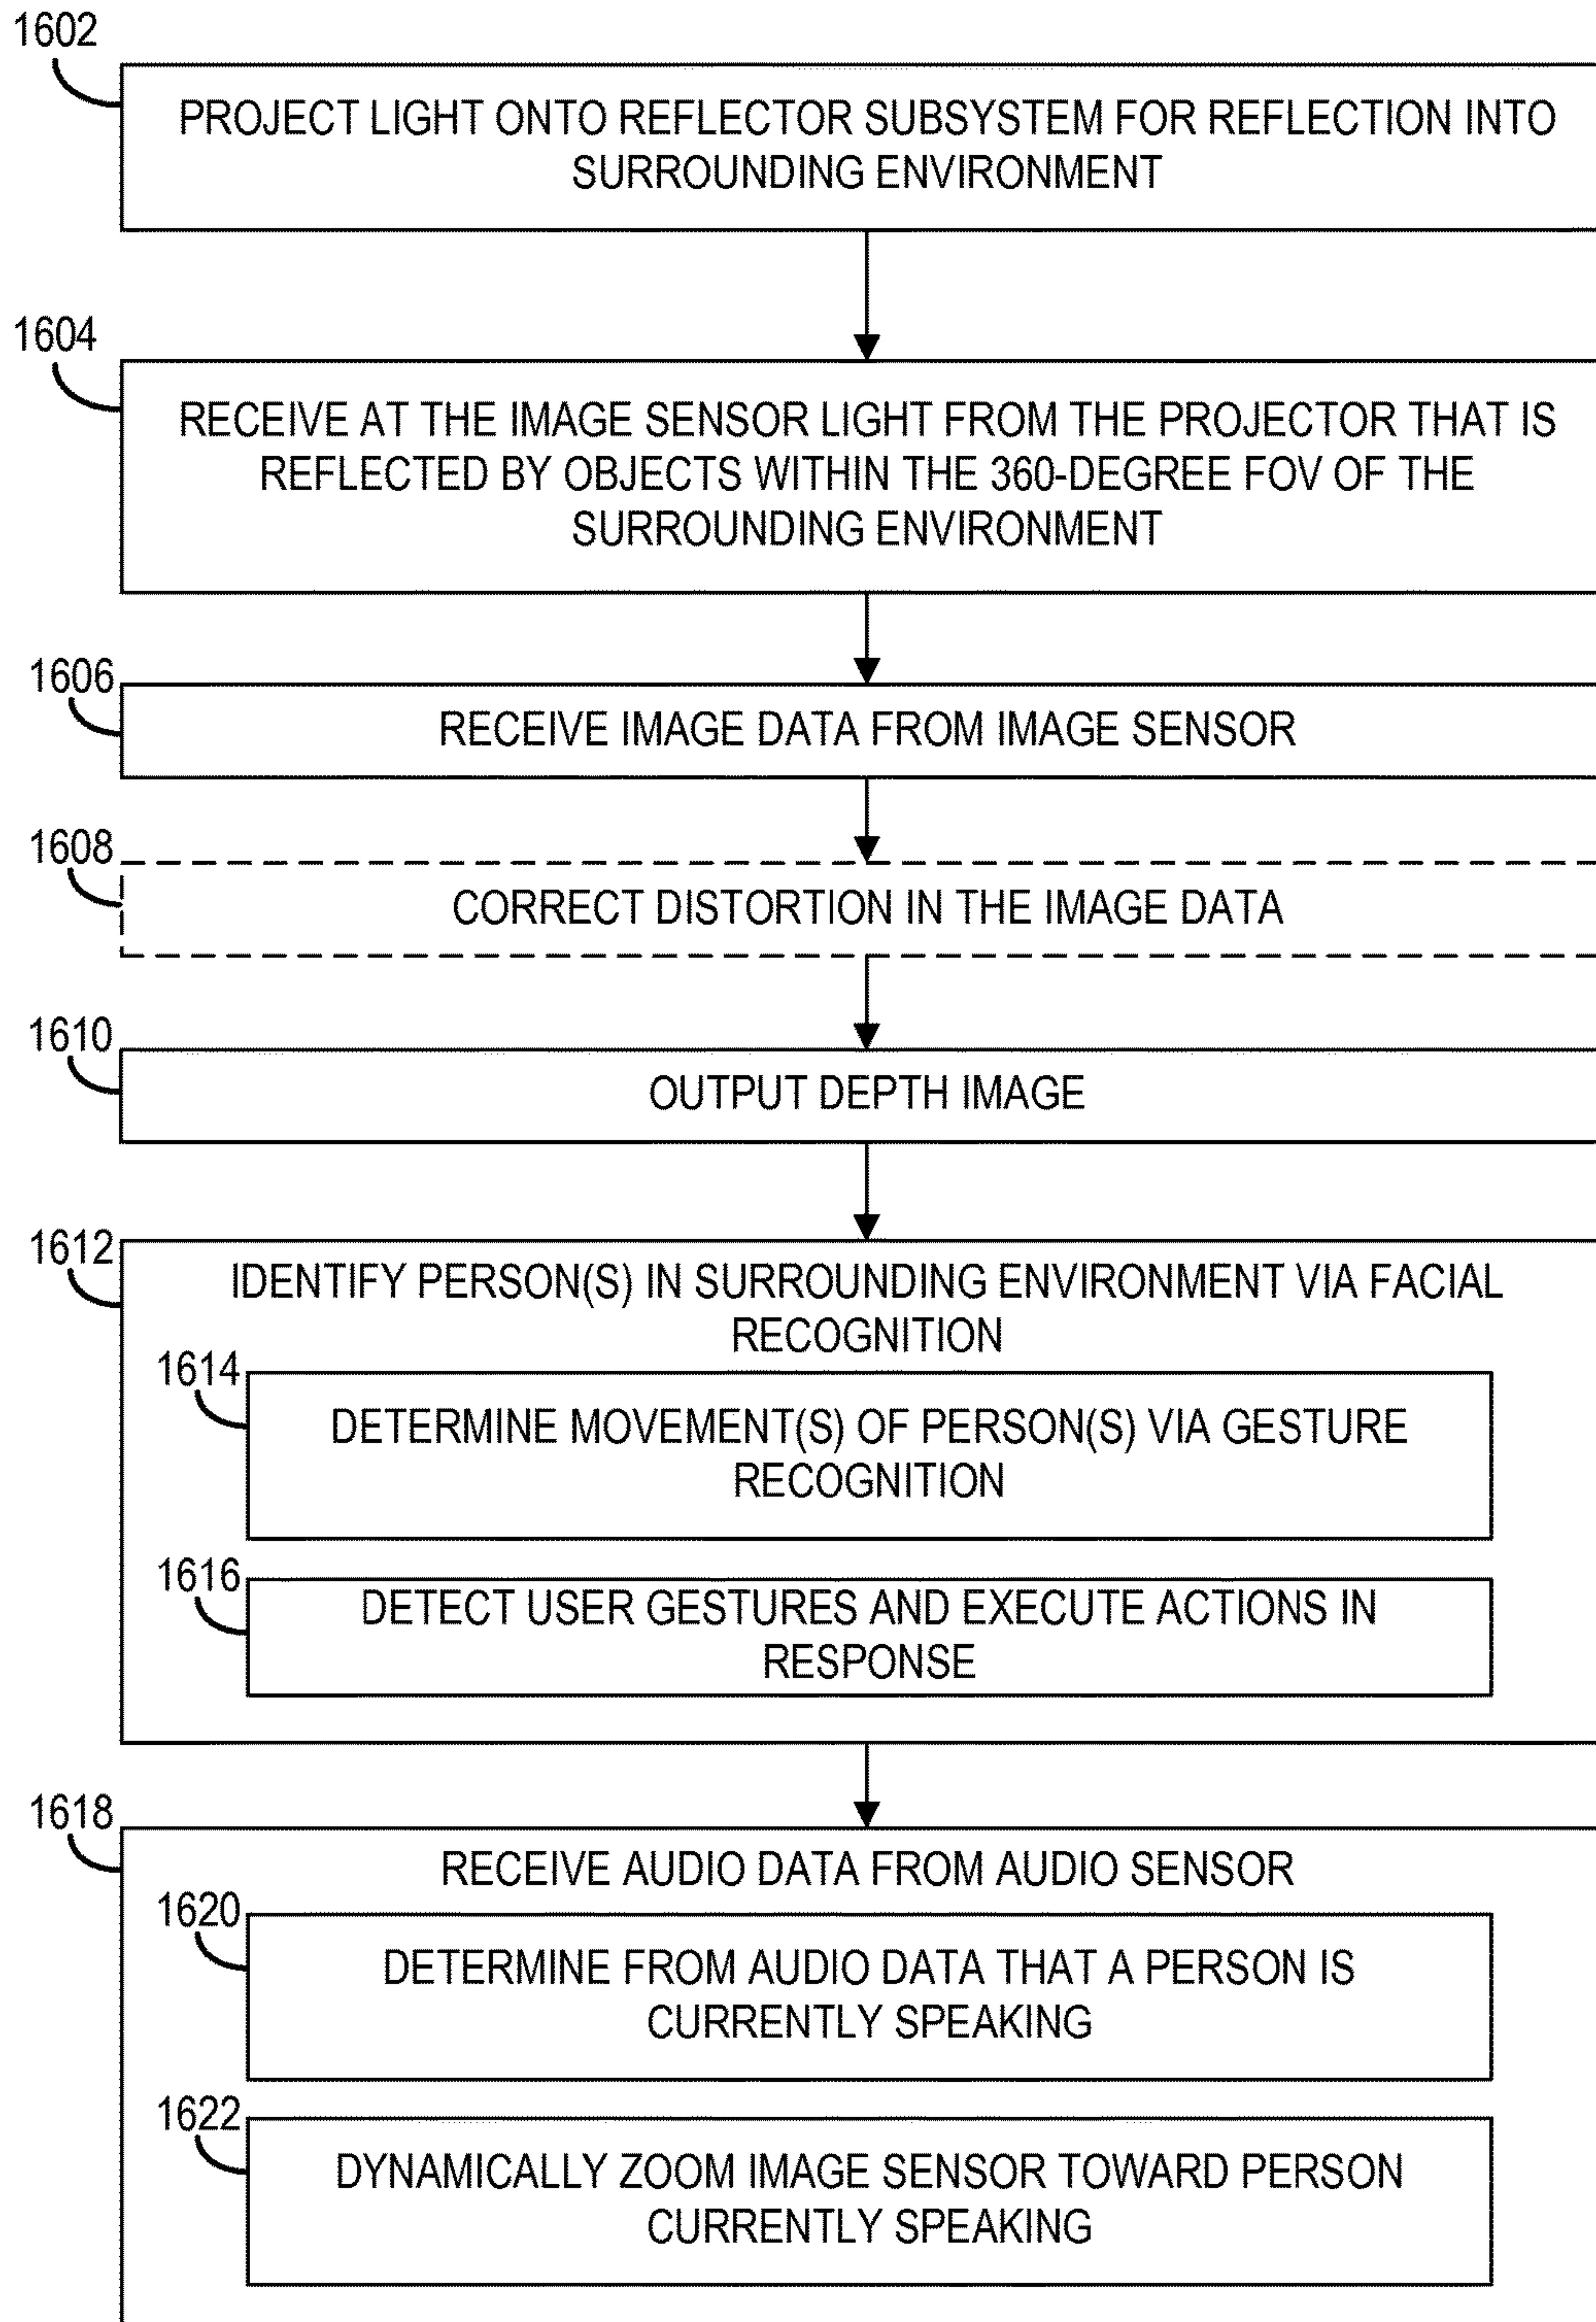 1602
PROJECT LIGHT ONTO REFLECTOR SUBSYSTEM FOR REFLECTION INTO
SURROUNDING ENVIRONMENT
1604
RECEIVE AT THE IMAGE SENSOR LIGHT FROM THE PROJECTOR THAT IS
REFLECTED BY OBJECTS WITHIN THE 360-DEGREE FOV OF THE
SURROUNDING ENVIRONMENT
1606
RECEIVE IMAGE DATA FROM IMAGE SENSOR
1608
CORRECT DISTORTION IN THE IMAGE DATA
1610
OUTPUT DEPTH IMAGE
1612
IDENTIFY PERSON(S) IN SURROUNDING ENVIRONMENT VIA FACIAL
RECOGNITION
1614
DETERMINE MOVEMENT(S) OF PERSON(S) VIA GESTURE
RECOGNITION
1616
DETECT USER GESTURES AND EXECUTE ACTIONS IN
RESPONSE
1618
RECEIVE AUDIO DATA FROM AUDIO SENSOR
1620
DETERMINE FROM AUDIO DATA THAT A PERSON IS
CURRENTLY SPEAKING
1622
DYNAMICALLY ZOOM IMAGE SENSOR TOWARD PERSON
CURRENTLY SPEAKING